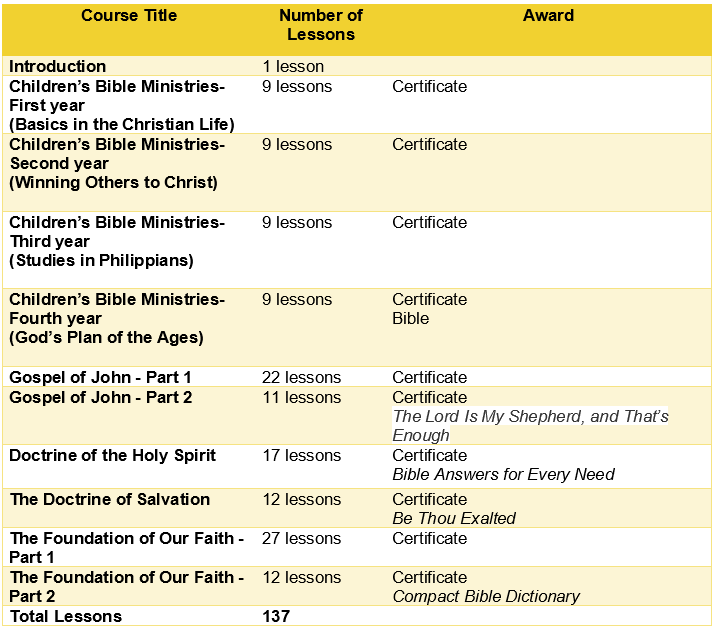 Course Title Number of Award
Lessons
Introduction 1 lesson
Children’s Bible Ministries- 9 lessons Certificate
First year
(Basics in the Christian Life)
Children’s Bible Ministries- 9 lessons Certificate
Second year
(Winning Others to Christ)
Children’s Bible Ministries- 9 lessons Certificate
Third year
(Studies in Philippians)
Children’s Bible Ministries- 9 lessons Certificate
Fourth year Bible
(God’s Plan of the Ages)
Gospel of John - Part 1 22 lessons Certificate
Gospel of John - Part 2 11 lessons Certificate
The Lord Is My Shepherd, and That’s
Enough
Doctrine of the Holy Spirit 17 lessons Certificate
Bible Answers for Every Need
The Doctrine of Salvation 12 lessons Certificate
Be Thou Exalted
The Foundation of Our Faith - 27 lessons Certificate
Part 1
The Foundation of Our Faith - 12 lessons Certificate
Part 2 Compact Bible Dictionary
Total Lessons 137